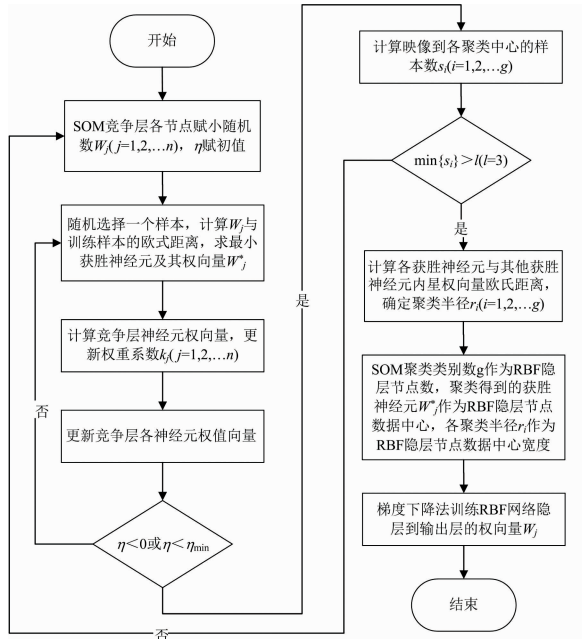 开始
SOM竞争层各节点赋小随机
数Wj( j=1,2,…n)，η赋初值
随机选择一个样本，计算Wj与
训练样本的欧式距离，求最小
获胜神经元及其权向量W*j
计算竞争层神经元权向量，更
新权重系数kj( j=1,2,…n)
更新竞争层各神经元权值向量
η＜0或η＜ηmin
否
是
否
计算映像到各聚类中心的样
本数si(i=1,2,…g)
min{si}＞l(l=3)
是
计算各获胜神经元与其他获胜
神经元内星权向量欧氏距离，
确定聚类半径ri(i=1,2,…g)
SOM聚类类别数g作为RBF隐
层节点数，聚类得到的获胜
神经元W*j作为RBF隐层节点
数据中心，各聚类半径ri作为
RBF隐层节点数据中心宽度
梯度下降法训练RBF网络隐
层到输出层的权向量Wj
结束